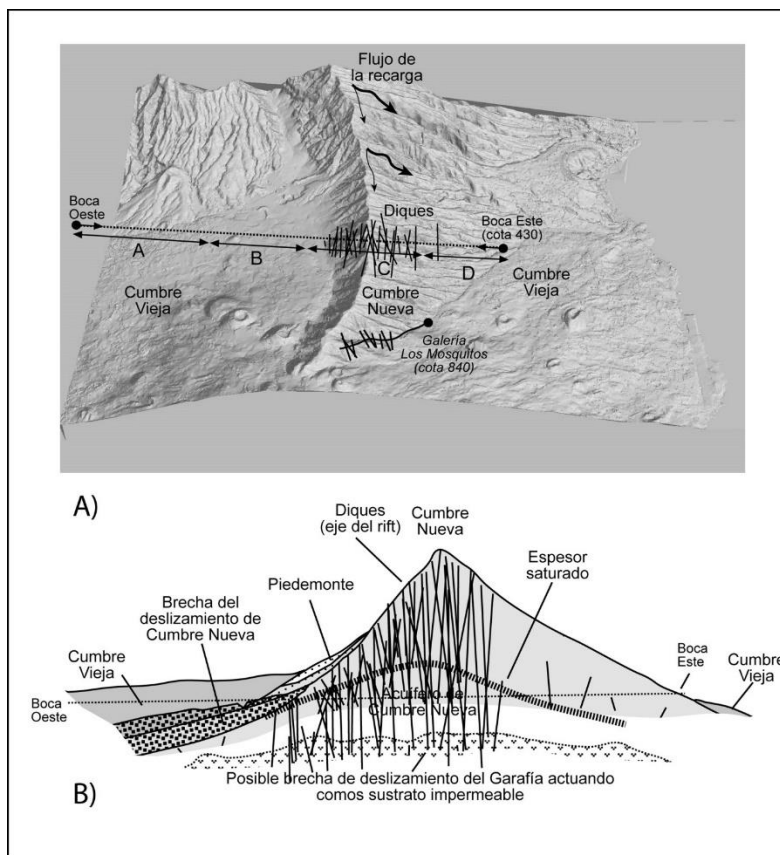 Flujo de
la recarga
Boca
Oeste
Diques
Boca Este
(cota 430)
A
B
C
D
Cumbre
Vieja
Cumbre
Nueva
Cumbre
Vieja
Galería
Los Mosquitos
(cota 840)
A)
Diques
(eje del rift)
Cumbre
Nueva
Espesor
saturado
Piedemonte
Brecha del
deslizamiento de
Cumbre Nueva
Cumbre
Vieja
Boca
Este
Cumbre
Vieja
Boca
Oeste
Acuífero de
Cumbre Nueva
Posible brecha de deslizamiento del Garafía actuando
comos sustrato impermeable
B)